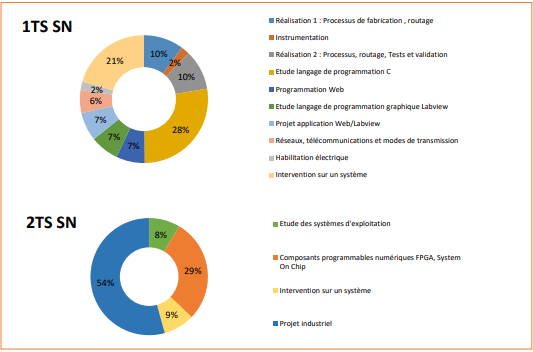 1TS SN
10%
2%
10%
28%
7%
7%
7%
6%
2%
21%
Réalisation 1 : Processus de fabrication , routage
Instrumentation
Réalisation 2 : Processus, routage, Tests et validation
Etude langage de programmation C
Programmation Web
Etude langage de programmation graphique Labview
Projet application Web/Labview
Réseaux, télécommunications et modes de transmission
Habilitation électrique
Intervention sur un système
2TS SN
8%
29%
9%
54%
Etude des systèmes d'exploitation
Composants programmables numériques FPGA, System
On Chip
Intervention sur un système
Projet industriel